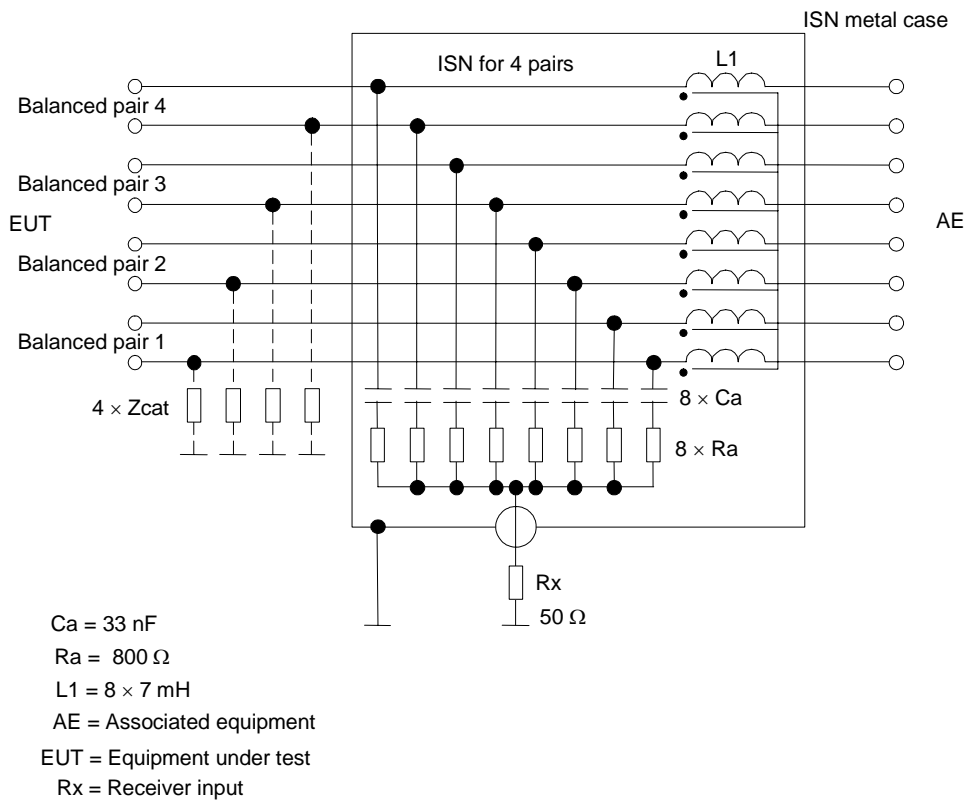 ISN metal case
ISN for 4 pairs
L1
Balanced pair 4
Balanced pair 3
EUT
AE
Balanced pair 2
Balanced pair 1
4 × Zcat
8 × Ca
8 × Ra
Rx
50 Ω
Ca = 33 nF
Ra = 800 Ω
L1 = 8 × 7 mH
AE = Associated equipment
EUT = Equipment under test
Rx = Receiver input